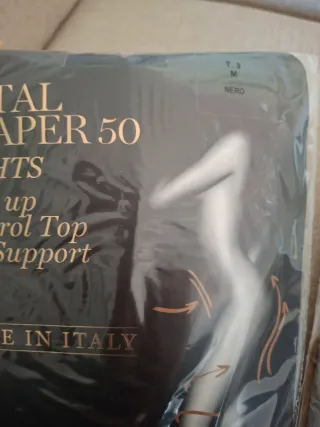 TAL
APER 50
HTS
up
rol Top
Support
E IN ITALY
T. 3
M
NERO